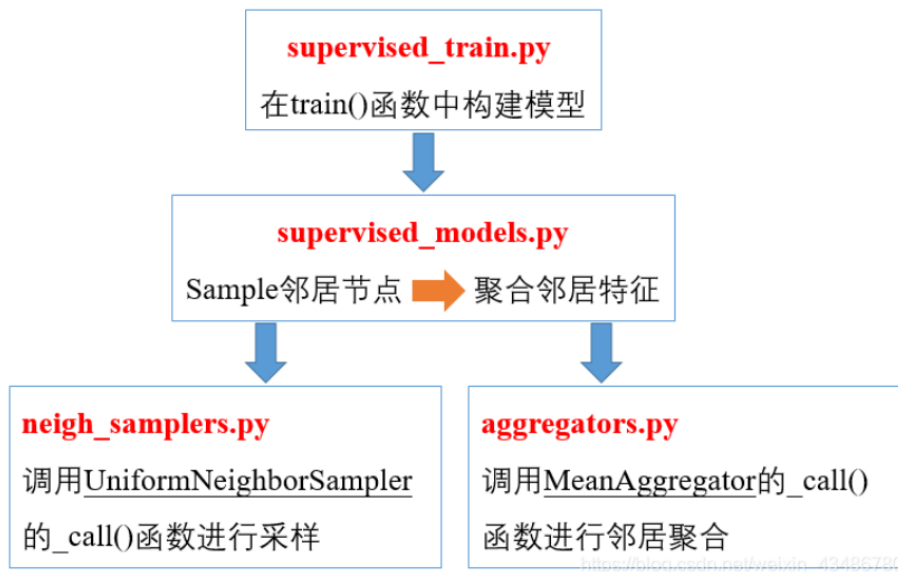 supervised_train.py
在train()函数中构建模型
supervised_models.py
Sample邻居节点 聚合邻居特征
neigh_samplers.py
调用UniformNeighborSampler
的_call()函数进行采样
aggregators.py
调用MeanAggregator的_call()
函数进行邻居聚合
https://blog.csdn.net/weixin_43486780